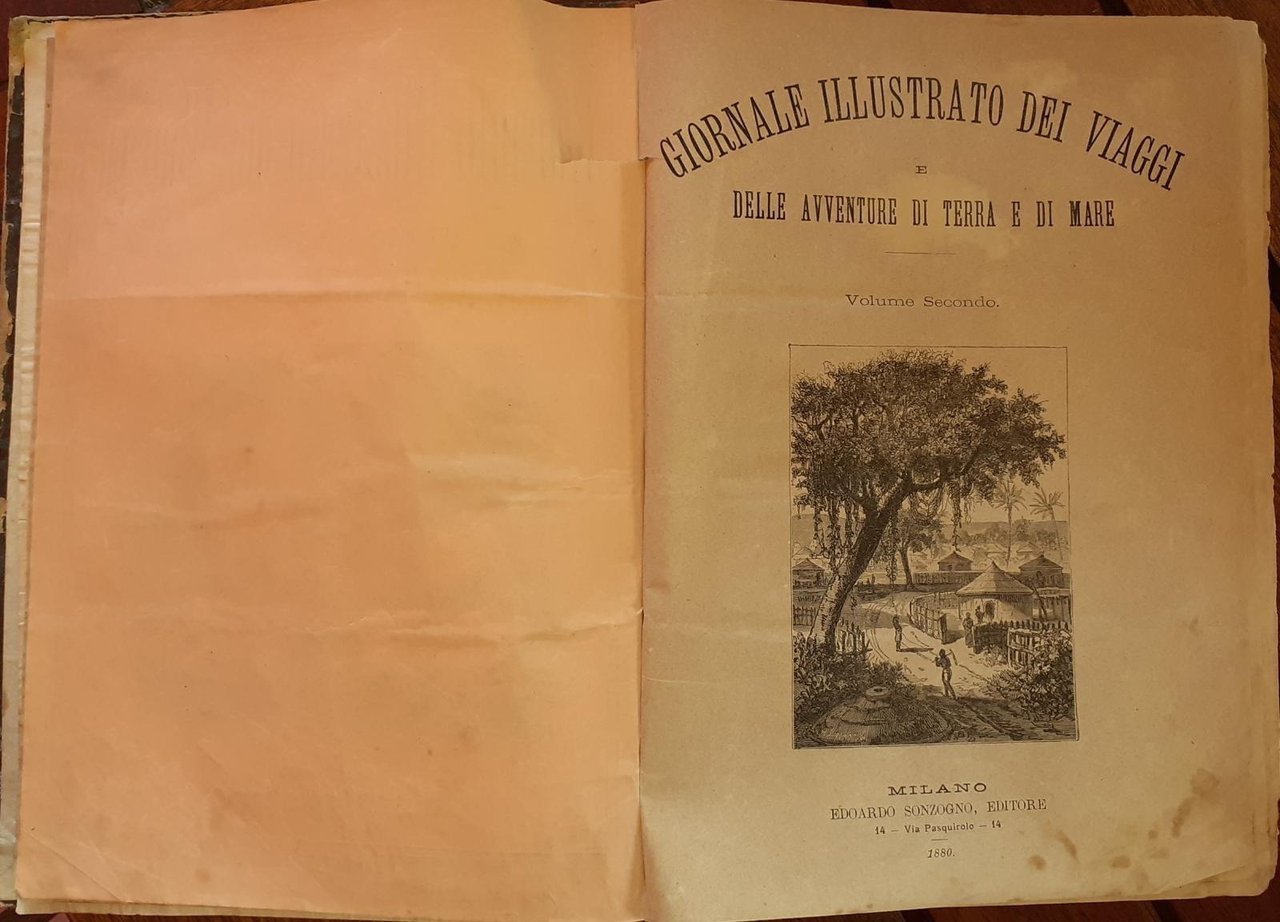 GIORNALE ILLUSTRATO DEI VIAGGI
E
DELLE AVVENTURE DI TERRA E DI MARE
Volume Secondo.
MILANO
EDOARDO SONZOGNO, EDITORE
14 — Via Pasquirolo — 14
1880.